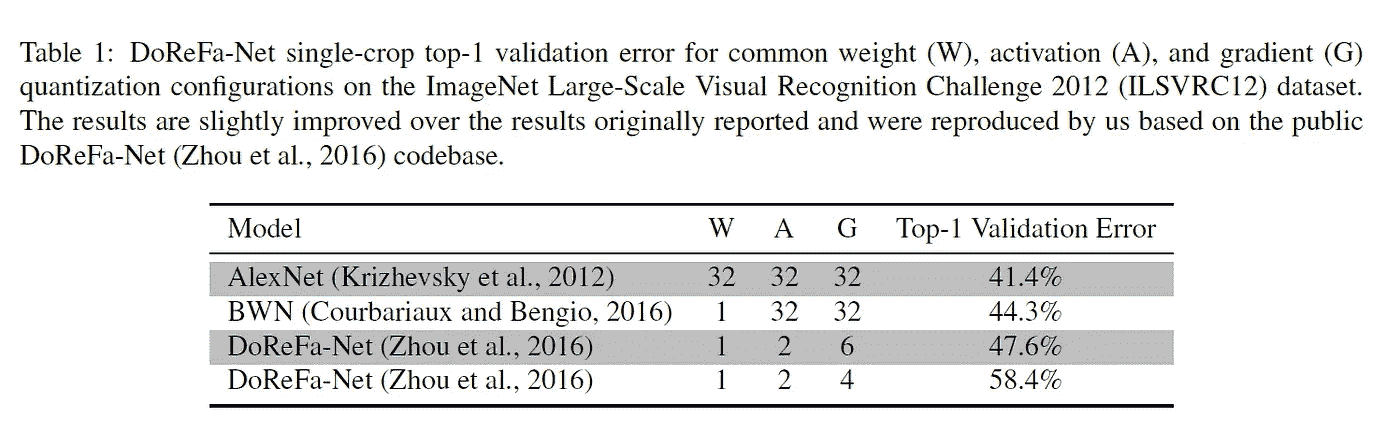 Table 1: DoReFa-Net single-crop top-1 validation error for common weight (W), activation (A), and gradient (G)
quantization configurations on the ImageNet Large-Scale Visual Recognition Challenge 2012 (ILSVRC12) dataset.
The results are slightly improved over the results originally reported and were reproduced by us based on the public
DoReFa-Net (Zhou et al., 2016) codebase.
Model W A G Top-1 Validation Error
AlexNet (Krizhevsky et al., 2012) 32 32 32 41.4%
BWN (Courbariaux and Bengio, 2016) 1 32 32 44.3%
DoReFa-Net (Zhou et al., 2016) 1 2 6 47.6%
DoReFa-Net (Zhou et al., 2016) 1 2 4 58.4%